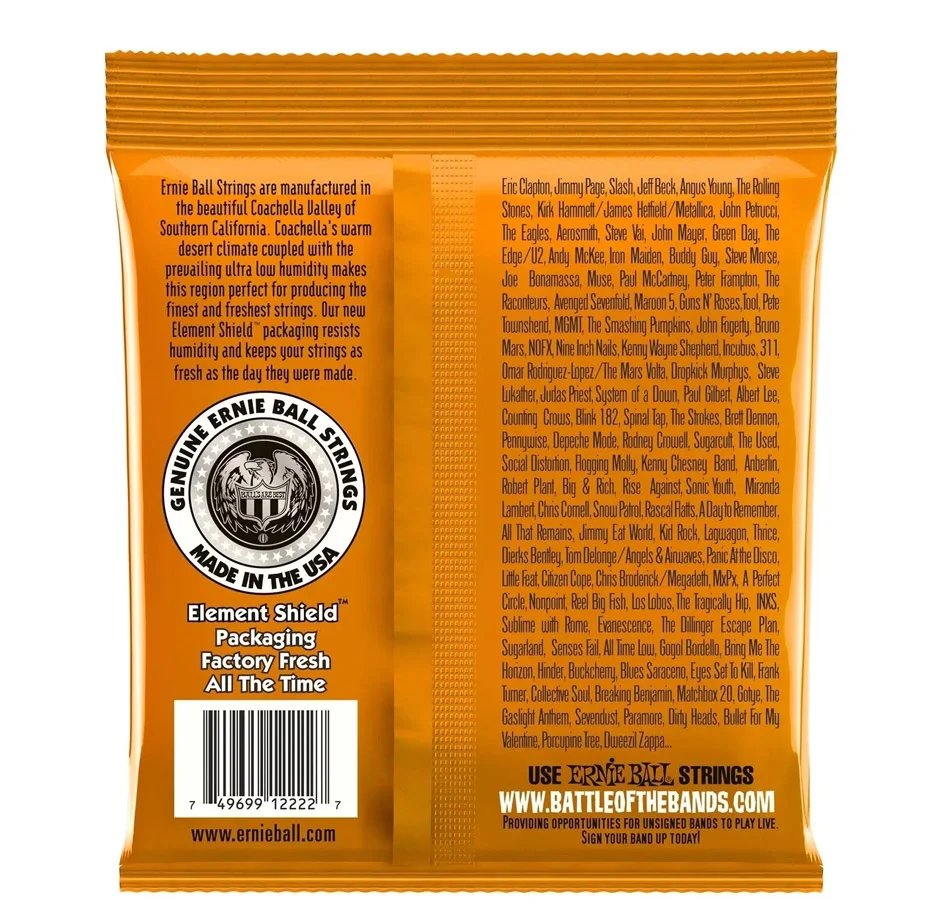 Ernie Ball Strings are manufactured in
the beautiful Coachella Valley of
Southern California. Coachella's warm
desert climate coupled with the
prevailing ultra low humidity makes
this region perfect for producing the
finest and freshest strings. Our new
Element Shield™ packaging resists
humidity and keeps your strings as
fresh as the day they were made.
GENUINE ERNIE BALL STRINGS
MADE IN THE USA
Element Shield™
Packaging
Factory Fresh
All The Time
7 49699 12222 7
www.ernieball.com
Eric Clapton, Jimmy Page, Slash, Jeff Beck, Angus Young, The Rolling
Stones, Kirk Hammett/James Hetfield/Metallica, John Petrucci,
The Eagles, Aerosmith, Steve Vai, John Mayer, Green Day, The
Edge/U2, Andy McKee, Iron Maiden, Buddy Guy, Steve Morse,
Joe Bonamassa, Muse, Paul McCartney, Peter Frampton, The
Raconteurs, Avenged Sevenfold, Maroon 5, Guns N' Roses, Tool, Pete
Townshend, MGMT, The Smashing Pumpkins, John Fogerty, Bruno
Mars, NOFX, Nine Inch Nails, Kenny Wayne Shepherd, Incubus, 311,
Omar Rodriguez-Lopez/The Mars Volta, Dropkick Murphys, Steve
Lukather, Judas Priest, System of a Down, Paul Gilbert, Albert Lee,
Counting Crows, Blink 182, Spinal Tap, The Strokes, Brett Dennen,
Pennywise, Depeche Mode, Rodney Crowell, Sugarcult, The Used,
Social Distortion, Flogging Molly, Kenny Chesney Band, Anberlin,
Robert Plant, Big & Rich, Rise Against, Sonic Youth, Miranda
Lambert, Chris Cornell, Snow Patrol, Rascal Flatts, A Day to Remember,
All That Remains, Jimmy Eat World, Kid Rock, Lagwagon, Thrice,
Dierks Bentley, Tom Delonge/Angels & Airwaves, Panic At the Disco,
Little Feat, Citizen Cope, Chris Broderick/Megadeth, MxPx, A Perfect
Circle, Nonpoint, Reel Big Fish, Los Lobos, The Tragically Hip, INXS,
Sublime with Rome, Evanescence, The Dillinger Escape Plan,
Sugarland, Senses Fail, All Time Low, Gogol Bordello, Bring Me The
Horizon, Hinder, Buckcherry, Blues Saraceno, Eyes Set To Kill, Frank
Turner, Collective Soul, Breaking Benjamin, Matchbox 20, Gotye, The
Gaslight Anthem, Sevendust, Paramore, Dirty Heads, Bullet For My
Valentine, Porcupine Tree, Dweezil Zappa...
USE ERNIE BALL® STRINGS
WWW.BATTLEOFTHEBANDS.COM
PROVIDING OPPORTUNITIES FOR UNSIGNED BANDS TO PLAY LIVE.
SIGN YOUR BAND UP TODAY!